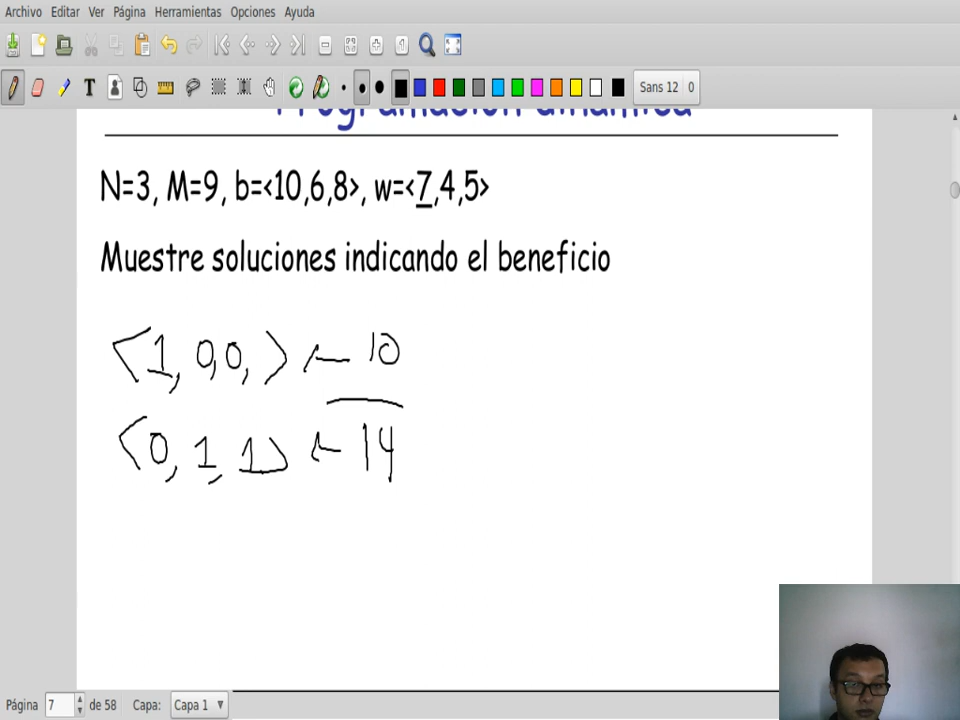 Archivo Editar Ver Página Herramientas Opciones Ayuda
T Sans 12 0
Programación dinámica
N=3, M=9, b=<10,6,8>, w=<7,4,5>
Muestre soluciones indicando el beneficio
<1, 0,0, > ← 10
<0, 1, 1> ← 14
Página 7 de 58 Capa: Capa 1